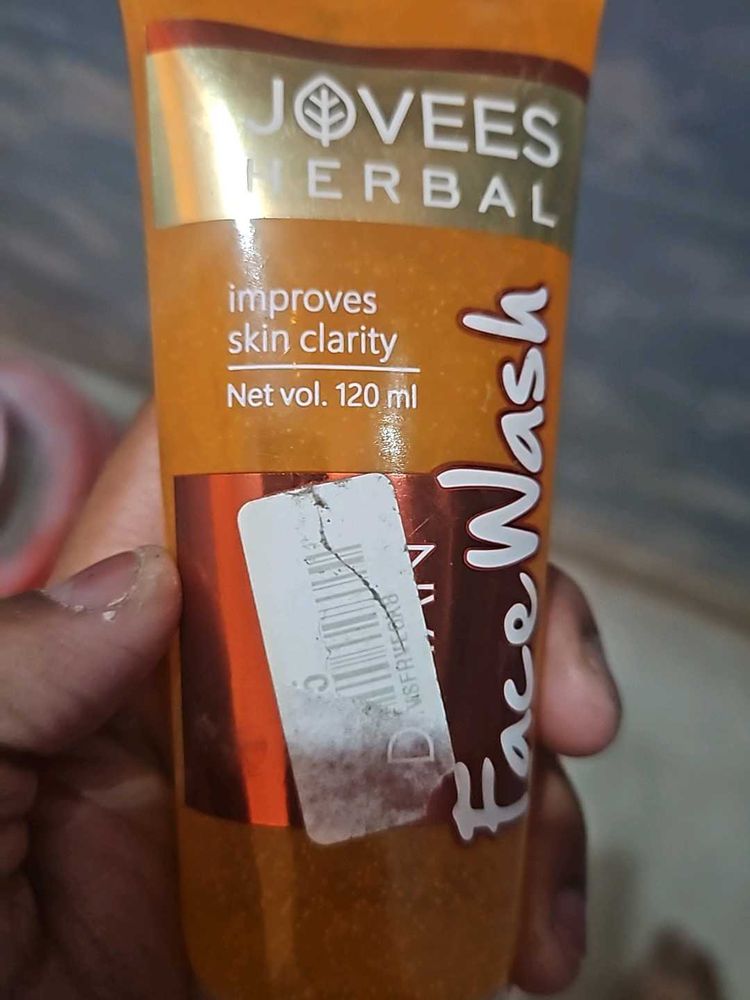 JOVEES
HERBAL
improves
skin clarity
Net vol. 120 ml
Face Wash